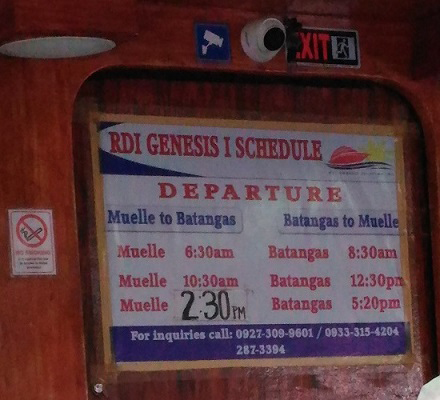 EXIT
RDI GENESIS I SCHEDULE
DEPARTURE
Muelle to Batangas Batangas to Muelle
Muelle 6:30am Batangas 8:30am
Muelle 10:30am Batangas 12:30pm
Muelle 2:30PM Batangas 5:20pm
For inquiries call: 0927-309-9601 / 0933-315-4204
287-3394
NO SMOKING